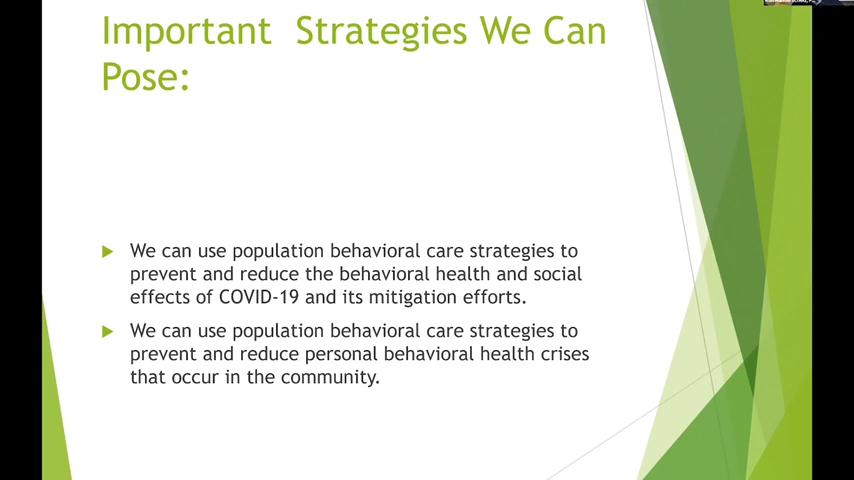 Important Strategies We Can
Pose:
We can use population behavioral care strategies to
prevent and reduce the behavioral health and social
effects of COVID-19 and its mitigation efforts.
We can use population behavioral care strategies to
prevent and reduce personal behavioral health crises
that occur in the community.